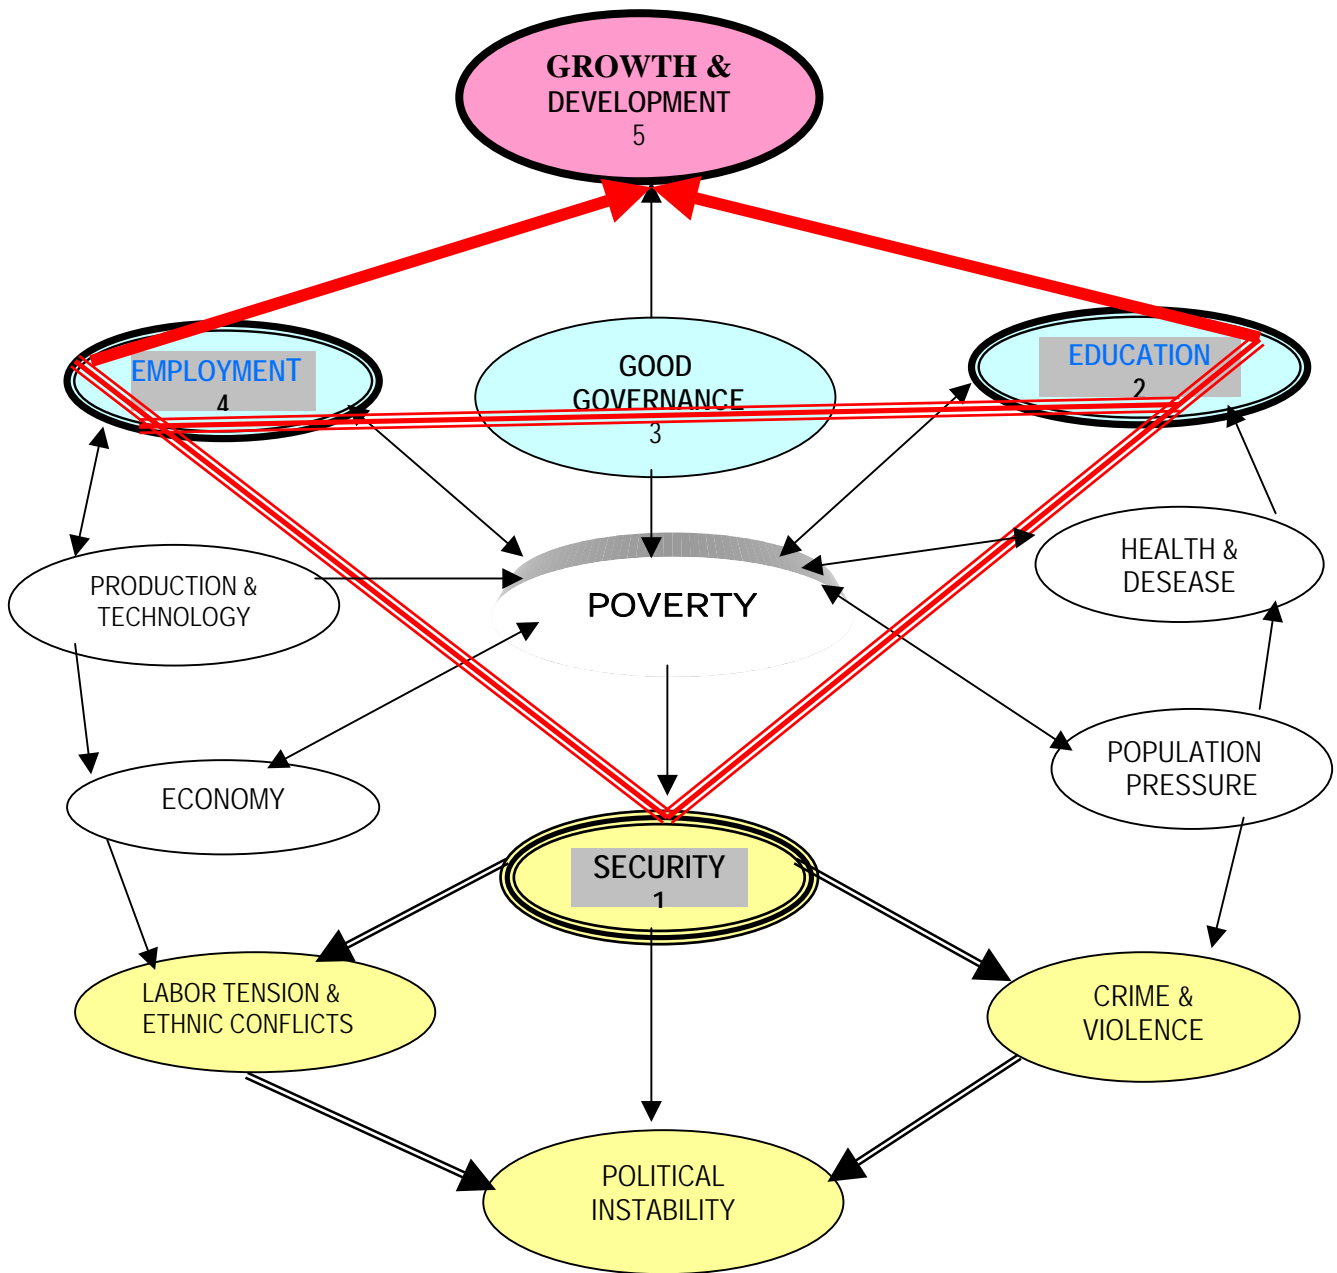 GROWTH &
DEVELOPMENT
5
EMPLOYMENT
4
GOOD
GOVERNANCE
3
EDUCATION
2
PRODUCTION &
TECHNOLOGY
POVERTY
HEALTH &
DESEASE
ECONOMY
POPULATION
PRESSURE
SECURITY
1
LABOR TENSION &
ETHNIC CONFLICTS
CRIME &
VIOLENCE
POLITICAL
INSTABILITY